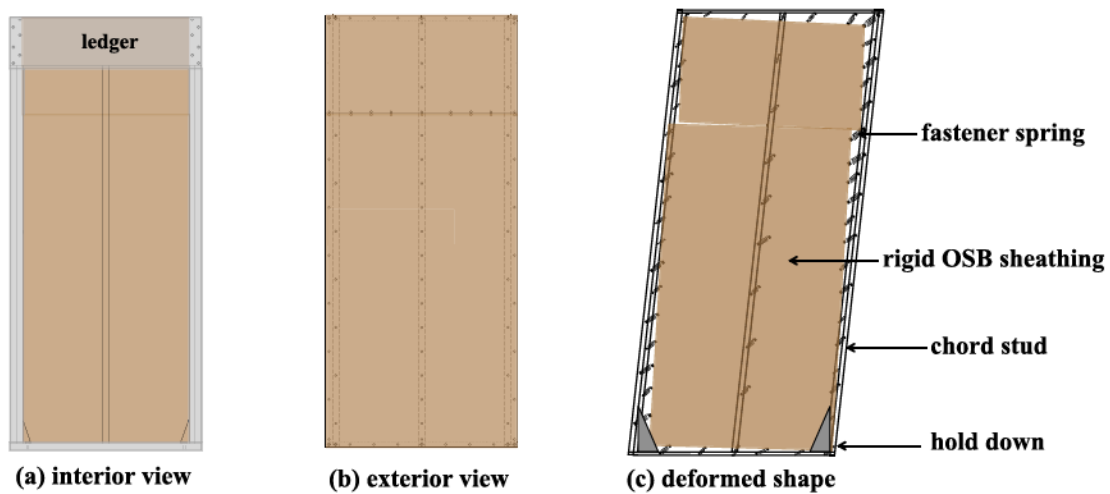 ledger
fastener spring
rigid OSB sheathing
chord stud
hold down
(a) interior view
(b) exterior view
(c) deformed shape